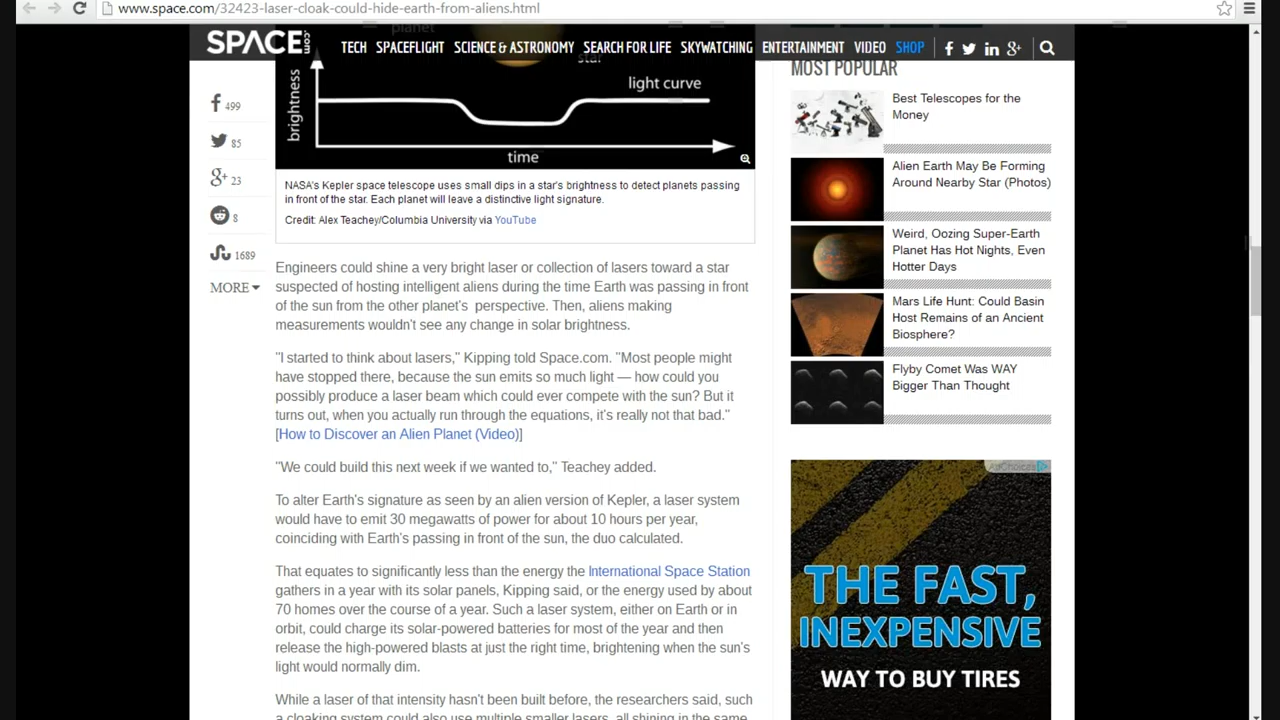 www.space.com/32423-laser-cloak-could-hide-earth-from-aliens.html
SPACE.com
TECH SPACEFLIGHT SCIENCE & ASTRONOMY SEARCH FOR LIFE SKYWATCHING ENTERTAINMENT VIDEO SHOP
planet
star
light curve
brightness
time
499
85
23
8
1689
MORE
NASA's Kepler space telescope uses small dips in a star's brightness to detect planets passing
in front of the star. Each planet will leave a distinctive light signature.
Credit: Alex Teachey/Columbia University via YouTube
Engineers could shine a very bright laser or collection of lasers toward a star
suspected of hosting intelligent aliens during the time Earth was passing in front
of the sun from the other planet's perspective. Then, aliens making
measurements wouldn't see any change in solar brightness.
"I started to think about lasers," Kipping told Space.com. "Most people might
have stopped there, because the sun emits so much light — how could you
possibly produce a laser beam which could ever compete with the sun? But it
turns out, when you actually run through the equations, it's really not that bad."
[How to Discover an Alien Planet (Video)]
"We could build this next week if we wanted to," Teachey added.
To alter Earth's signature as seen by an alien version of Kepler, a laser system
would have to emit 30 megawatts of power for about 10 hours per year,
coinciding with Earth's passing in front of the sun, the duo calculated.
That equates to significantly less than the energy the International Space Station
gathers in a year with its solar panels, Kipping said, or the energy used by about
70 homes over the course of a year. Such a laser system, either on Earth or in
orbit, could charge its solar-powered batteries for most of the year and then
release the high-powered blasts at just the right time, brightening when the sun's
light would normally dim.
While a laser of that intensity hasn't been built before, the researchers said, such
a cloaking system could also use multiple smaller lasers, all shining in the same
MOST POPULAR
Best Telescopes for the
Money
Alien Earth May Be Forming
Around Nearby Star (Photos)
Weird, Oozing Super-Earth
Planet Has Hot Nights, Even
Hotter Days
Mars Life Hunt: Could Basin
Host Remains of an Ancient
Biosphere?
Flyby Comet Was WAY
Bigger Than Thought
AdChoices
THE FAST,
INEXPENSIVE
WAY TO BUY TIRES